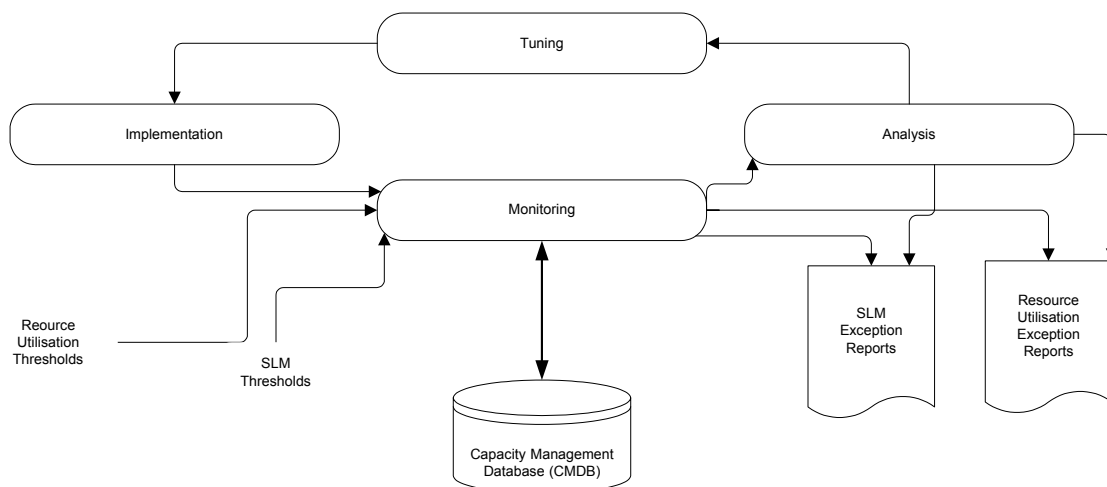 Tuning
Implementation
Analysis
Monitoring
Reource
Utilisation
Thresholds
SLM
Thresholds
SLM
Exception
Reports
Resource
Utilisation
Exception
Reports
Capacity Management
Database (CMDB)